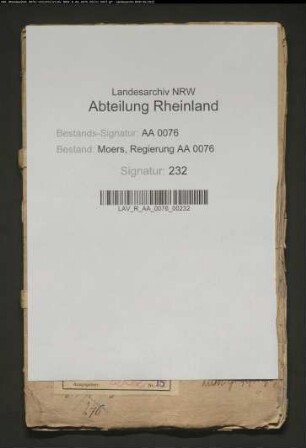 Landesarchiv NRW
Abteilung Rheinland
Bestands-Signatur: AA 0076
Bestand: Moers, Regierung AA 0076
Signatur: 232
LAV_R_AA_0076_00232